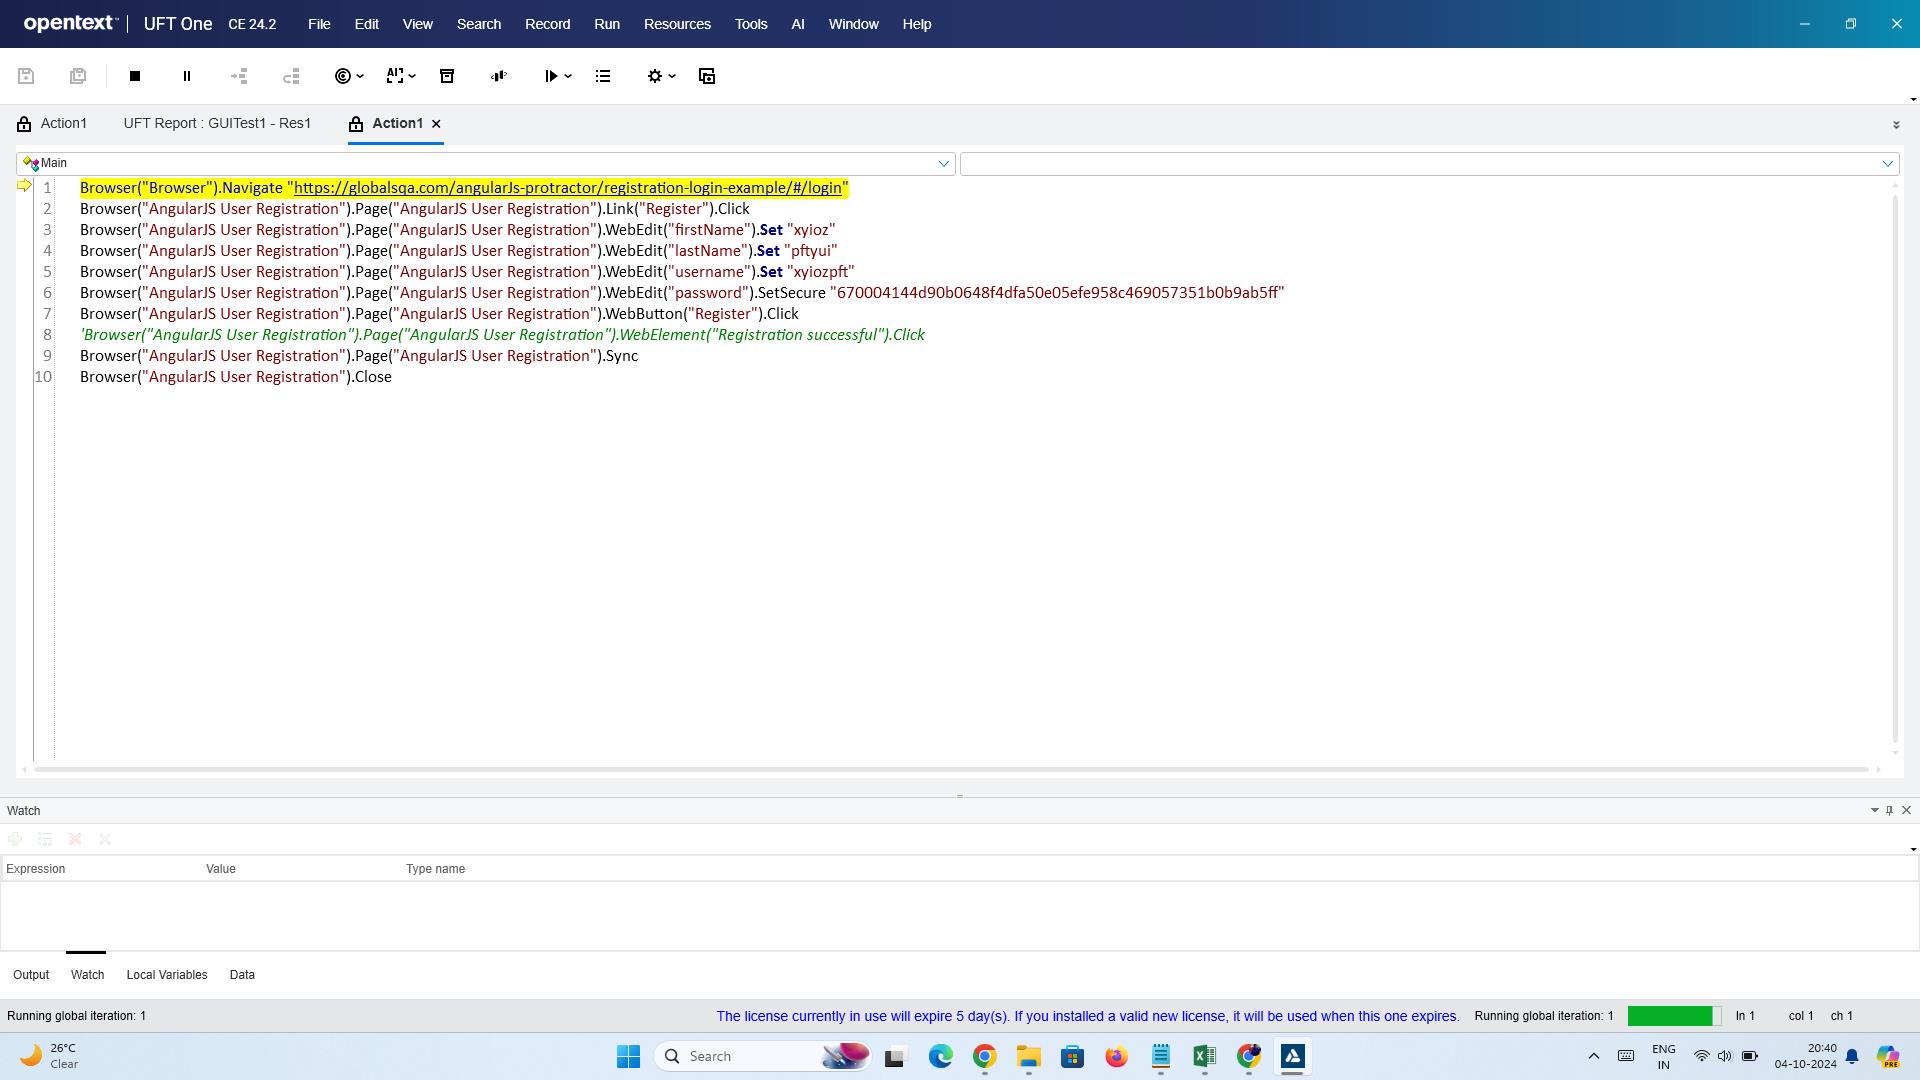 opentext™ | UFT One CE 24.2 File Edit View Search Record Run Resources Tools AI Window Help
AI
Action1 UFT Report : GUITest1 - Res1 Action1
Main
1 Browser("Browser").Navigate "https://globalsqa.com/angularJs-protractor/registration-login-example/#/login"
2 Browser("AngularJS User Registration").Page("AngularJS User Registration").Link("Register").Click
3 Browser("AngularJS User Registration").Page("AngularJS User Registration").WebEdit("firstName").Set "xyioz"
4 Browser("AngularJS User Registration").Page("AngularJS User Registration").WebEdit("lastName").Set "pftyui"
5 Browser("AngularJS User Registration").Page("AngularJS User Registration").WebEdit("username").Set "xyiozpft"
6 Browser("AngularJS User Registration").Page("AngularJS User Registration").WebEdit("password").SetSecure "670004144d90b0648f4dfa50e05efe958c469057351b0b9ab5ff"
7 Browser("AngularJS User Registration").Page("AngularJS User Registration").WebButton("Register").Click
8 'Browser("AngularJS User Registration").Page("AngularJS User Registration").WebElement("Registration successful").Click
9 Browser("AngularJS User Registration").Page("AngularJS User Registration").Sync
10 Browser("AngularJS User Registration").Close
Watch
Expression Value Type name
Output Watch Local Variables Data
Running global iteration: 1 The license currently in use will expire 5 day(s). If you installed a valid new license, it will be used when this one expires. Running global iteration: 1 ln 1 col 1 ch 1
26°C
Clear
Search
ENG
IN
20:40
04-10-2024
PRE